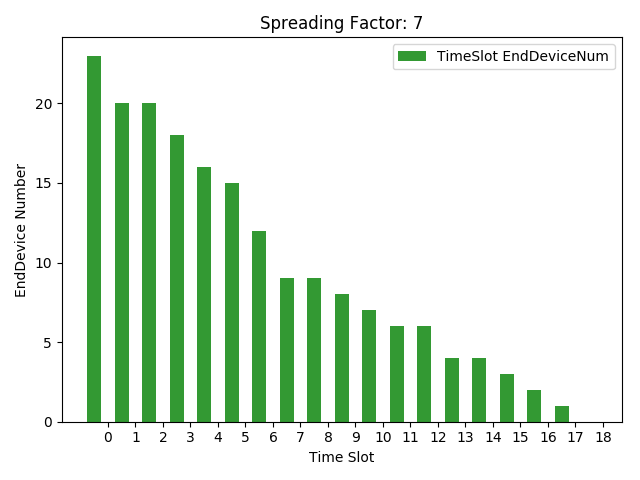 Spreading Factor: 7
TimeSlot EndDeviceNum
EndDevice Number
20
15
10
5
0
0 1 2 3 4 5 6 7 8 9 10 11 12 13 14 15 16 17 18
Time Slot